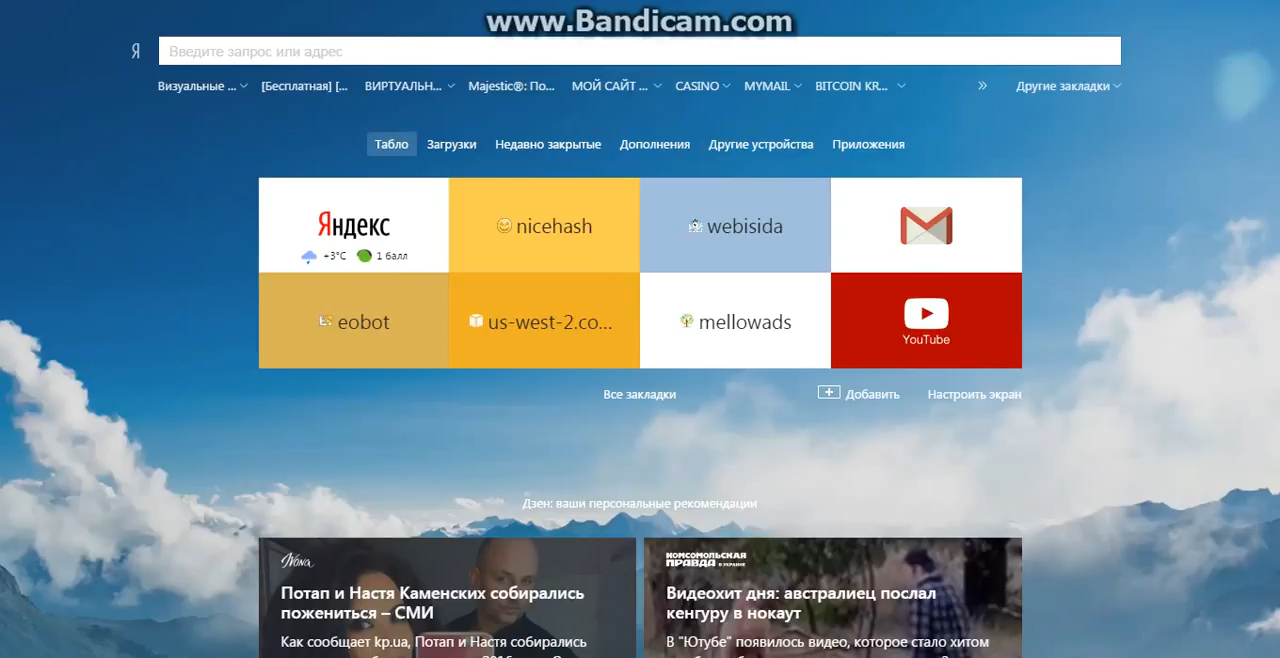 www.Bandicam.com
Я Введите запрос или адрес
Визуальные ... [Бесплатная] [... ВИРТУАЛЬН... Majestic®: По... МОЙ САЙТ ... CASINO MYMAIL BITCOIN KR... » Другие закладки
Табло Загрузки Недавно закрытые Дополнения Другие устройства Приложения
Яндекс nicehash webisida
+3°C 1 балл
eobot us-west-2.co... mellowads YouTube
Все закладки Добавить Настроить экран
Дзен: ваши персональные рекомендации
Ivona
Потап и Настя Каменских собирались
пожениться – СМИ
Как сообщает kp.ua, Потап и Настя собирались
КОМСОМОЛЬСКАЯ
ПРАВДА В УКРАИНЕ
Видеохит дня: австралиец послал
кенгуру в нокаут
В "Ютубе" появилось видео, которое стало хитом